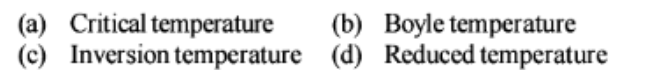 (a) Critical temperature (b) Boyle temperature
(c) Inversion temperature (d) Reduced temperature